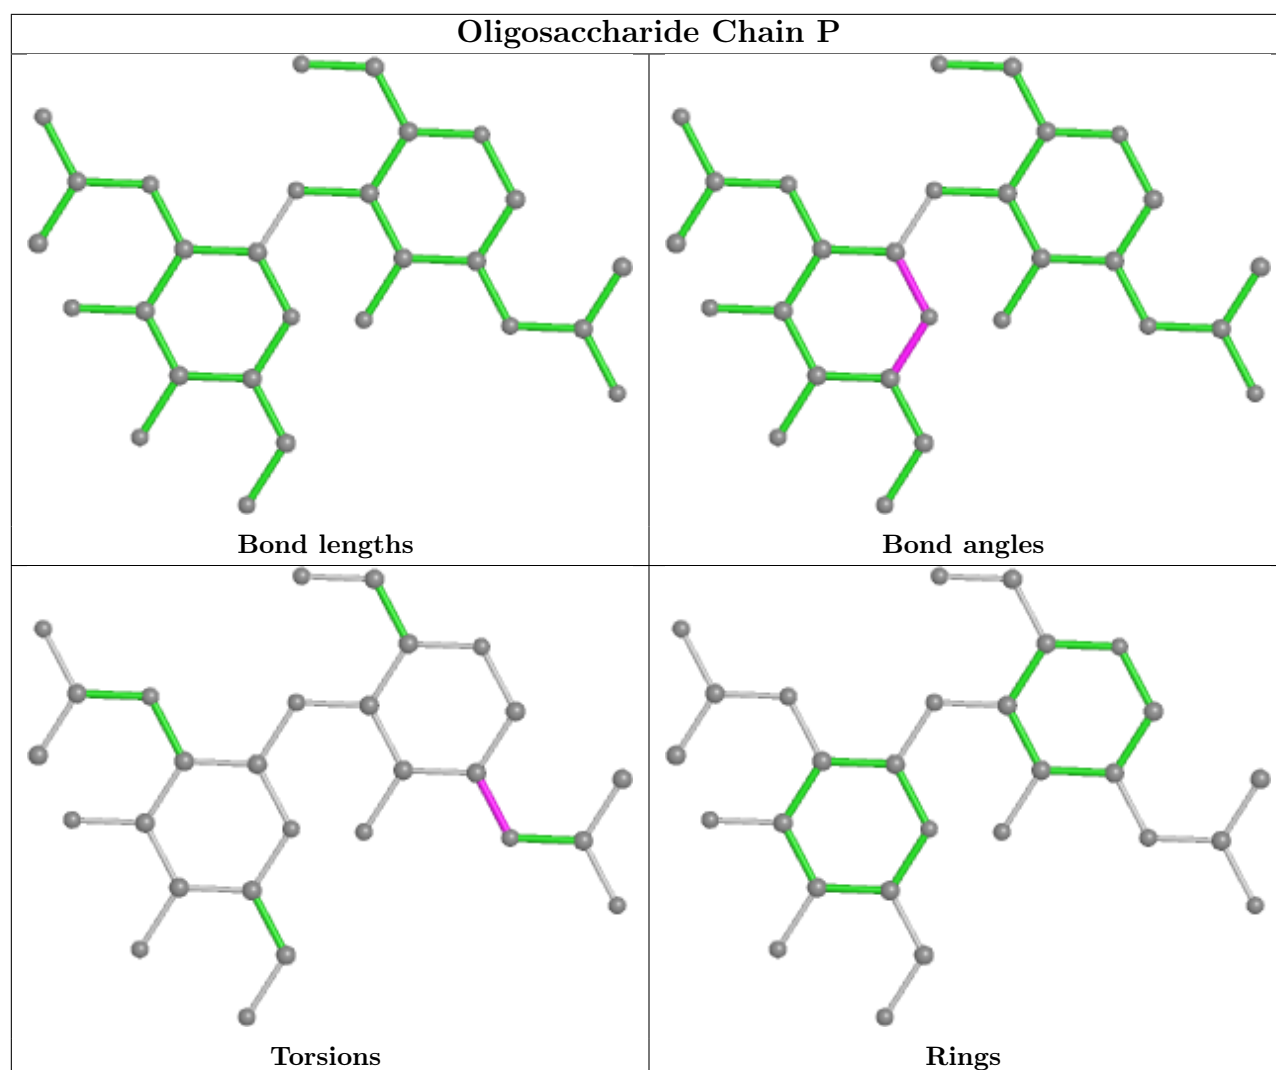 Oligosaccharide Chain P
Bond lengths
Bond angles
Torsions
Rings